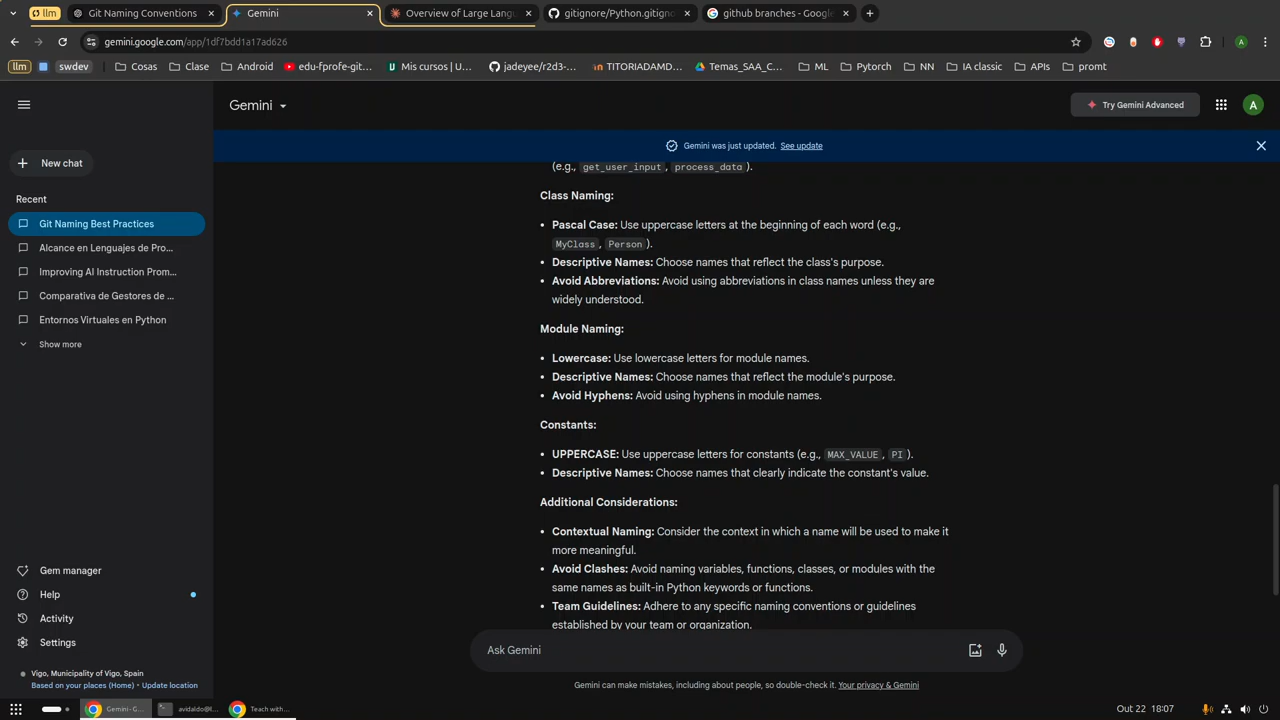 llm
Git Naming Conventions
Gemini
Overview of Large Langu
gitignore/Python.gitigno
github branches - Google
gemini.google.com/app/1df7bdd1a17ad626
A
llm
swdev
Cosas
Clase
Android
edu-fprofe-git-...
Mis cursos | U...
jadeyee/r2d3-...
TITORIADAMD...
Temas_SAA_C...
ML
Pytorch
NN
IA classic
APIs
promt
Gemini
Try Gemini Advanced
A
Gemini was just updated. See update
New chat
Recent
Git Naming Best Practices
Alcance en Lenguajes de Pro...
Improving AI Instruction Prom...
Comparativa de Gestores de ...
Entornos Virtuales en Python
Show more
Gem manager
Help
Activity
Settings
Vigo, Municipality of Vigo, Spain
Based on your places (Home) • Update location
(e.g., get_user_input, process_data).
Class Naming:
• Pascal Case: Use uppercase letters at the beginning of each word (e.g.,
MyClass, Person).
• Descriptive Names: Choose names that reflect the class's purpose.
• Avoid Abbreviations: Avoid using abbreviations in class names unless they are
widely understood.
Module Naming:
• Lowercase: Use lowercase letters for module names.
• Descriptive Names: Choose names that reflect the module's purpose.
• Avoid Hyphens: Avoid using hyphens in module names.
Constants:
• UPPERCASE: Use uppercase letters for constants (e.g., MAX_VALUE, PI).
• Descriptive Names: Choose names that clearly indicate the constant's value.
Additional Considerations:
• Contextual Naming: Consider the context in which a name will be used to make it
more meaningful.
• Avoid Clashes: Avoid naming variables, functions, classes, or modules with the
same names as built-in Python keywords or functions.
• Team Guidelines: Adhere to any specific naming conventions or guidelines
established by your team or organization.
Ask Gemini
Gemini can make mistakes, including about people, so double-check it. Your privacy & Gemini
Gemini - G...
avidaldo@l...
Teach with...
Out 22 18:07